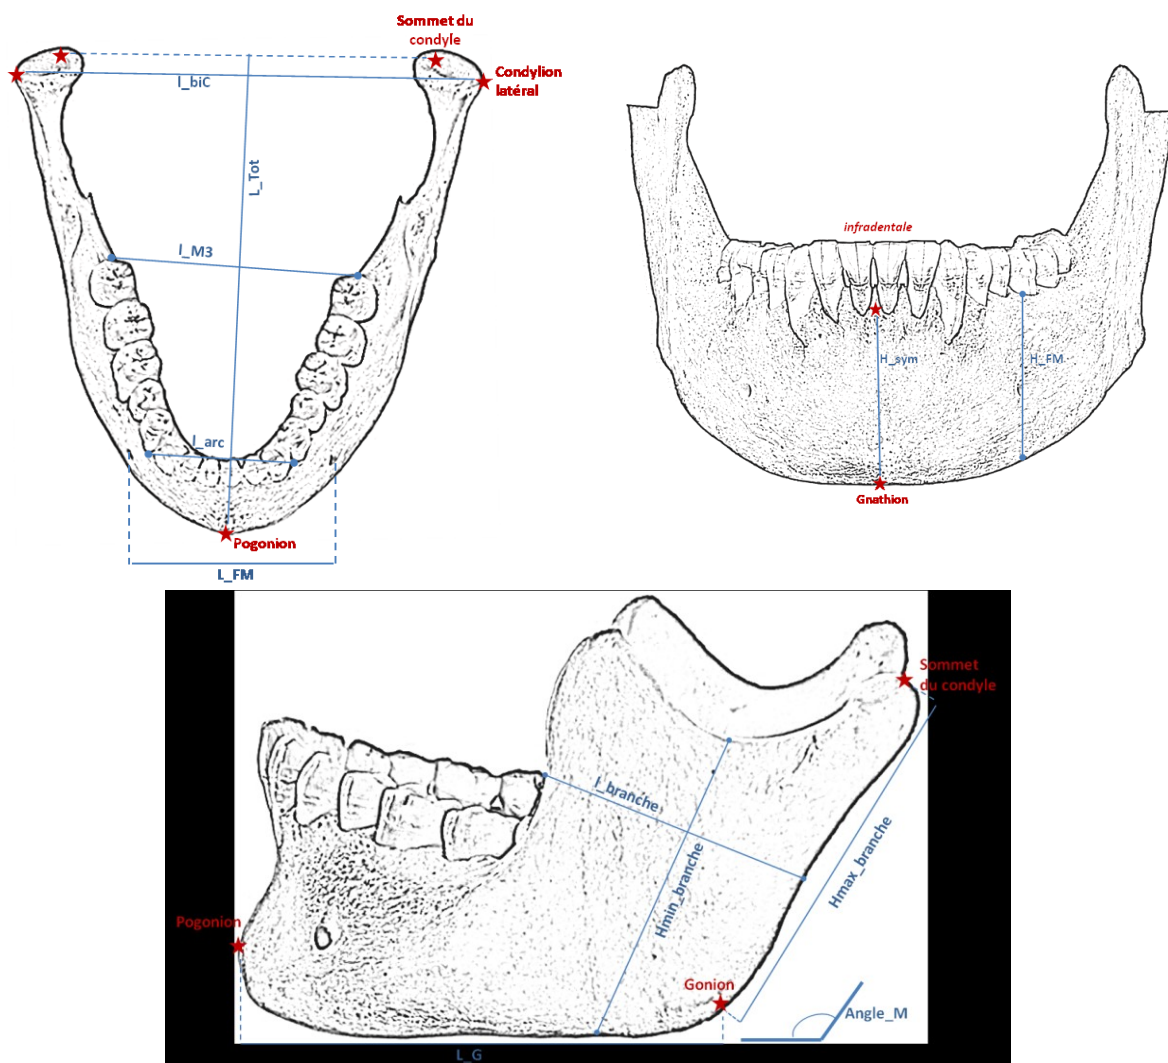 Sommet du
condyle
l_biC
Condylion
latéral
L_Tot
l_M3
l_arc
Pogonion
L_FM
infradentale
H_sym
H_FM
Gnathion
Sommet
du condyle
l_branche
Hmin_branche
Hmax_branche
Pogonion
Gonion
Angle_M
L_G